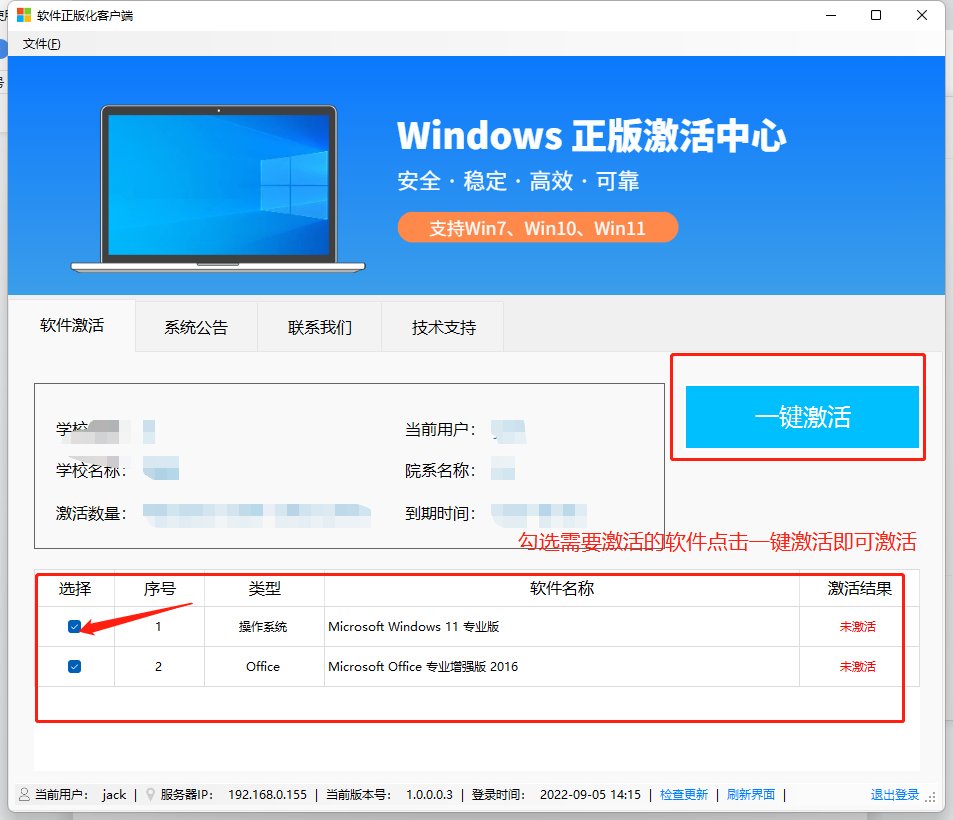 软件正版化客户端
文件(F)
Windows 正版激活中心
安全 · 稳定 · 高效 · 可靠
支持Win7、Win10、Win11
软件激活 系统公告 联系我们 技术支持
一键激活
学校 当前用户：
学校名称： 院系名称：
激活数量： 到期时间：
勾选需要激活的软件点击一键激活即可激活
选择 序号 类型 软件名称 激活结果
1 操作系统 Microsoft Windows 11 专业版 未激活
2 Office Microsoft Office 专业增强版 2016 未激活
当前用户： jack | 服务器IP： 192.168.0.155 | 当前版本号： 1.0.0.0.3 | 登录时间： 2022-09-05 14:15 | 检查更新 | 刷新界面 | 退出登录